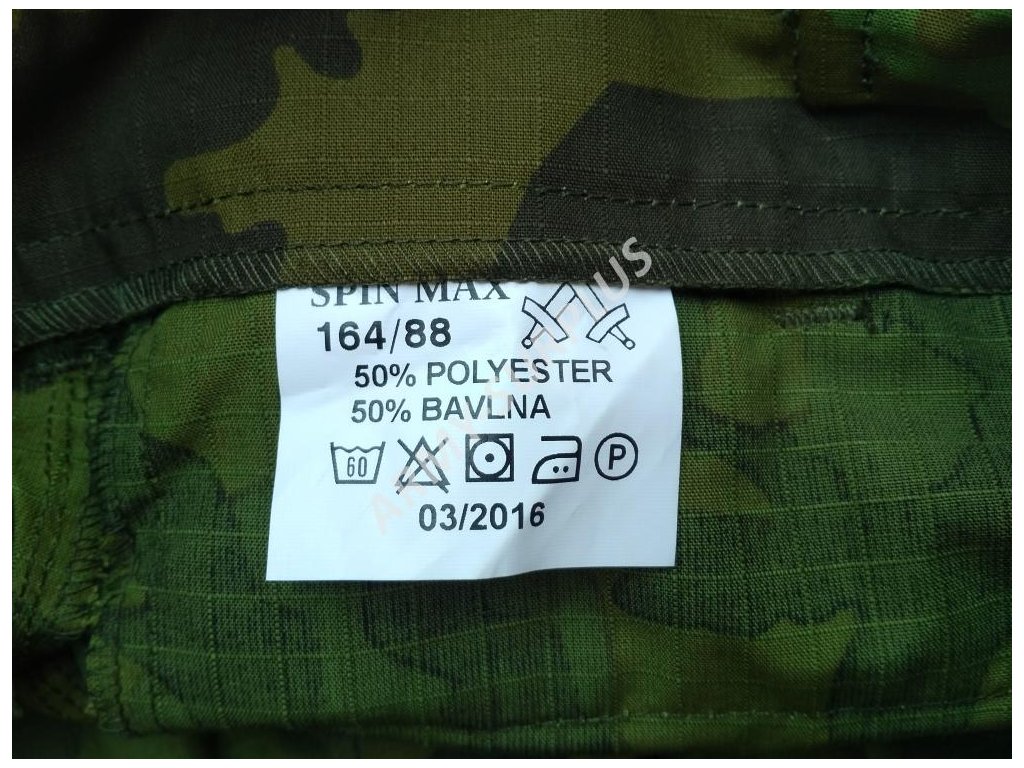 SPIN MAX
164/88
50% POLYESTER
50% BAVLNA
60
P
03/2016